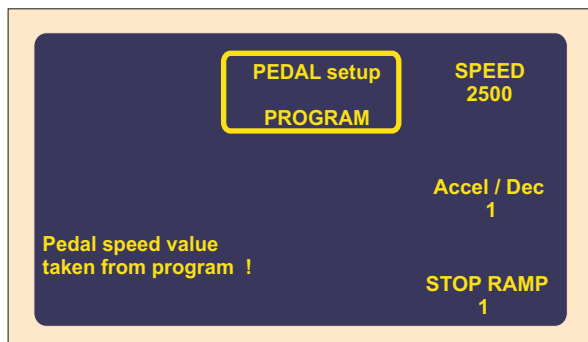 PEDAL setup
PROGRAM
SPEED
2500
Accel / Dec
1
Pedal speed value
taken from program !
STOP RAMP
1